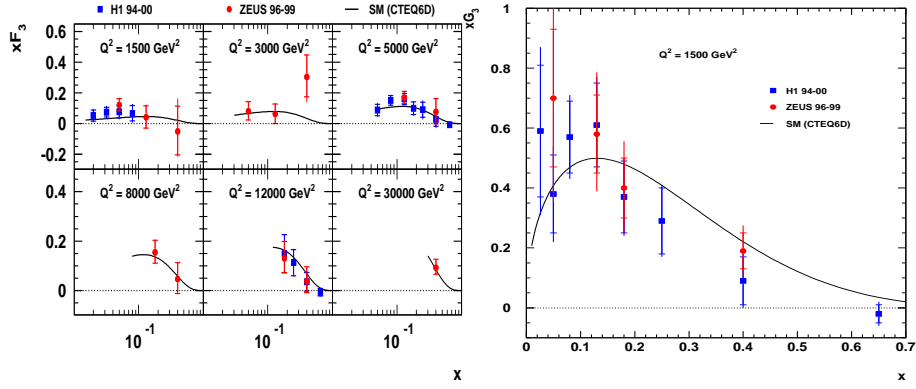 H1 94-00 ZEUS 96-99 SM (CTEQ6D)
xF3
Q2 = 1500 GeV2 Q2 = 3000 GeV2 Q2 = 5000 GeV2
0.6
0.4
0.2
0
-0.2
Q2 = 8000 GeV2 Q2 = 12000 GeV2 Q2 = 30000 GeV2
0.4
0.2
0
10-1 10-1 10-1
x
xG3
1
0.8
0.6
0.4
0.2
0
Q2 = 1500 GeV2
H1 94-00
ZEUS 96-99
SM (CTEQ6D)
0 0.1 0.2 0.3 0.4 0.5 0.6 0.7
x